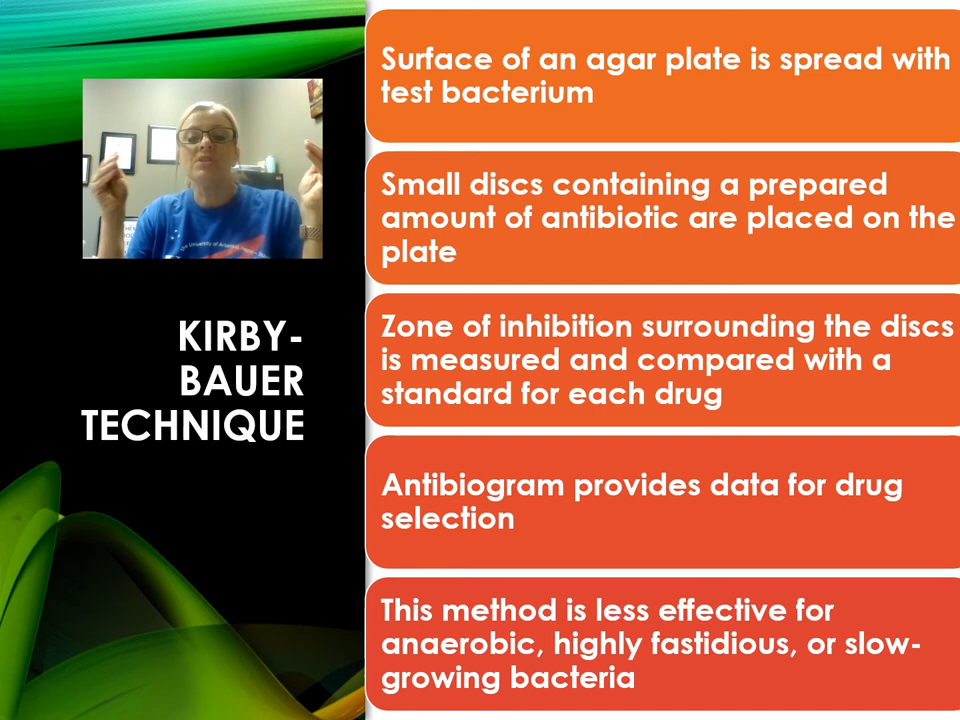 KIRBY-
BAUER
TECHNIQUE
Surface of an agar plate is spread with
test bacterium
Small discs containing a prepared
amount of antibiotic are placed on the
plate
Zone of inhibition surrounding the discs
is measured and compared with a
standard for each drug
Antibiogram provides data for drug
selection
This method is less effective for
anaerobic, highly fastidious, or slow-
growing bacteria